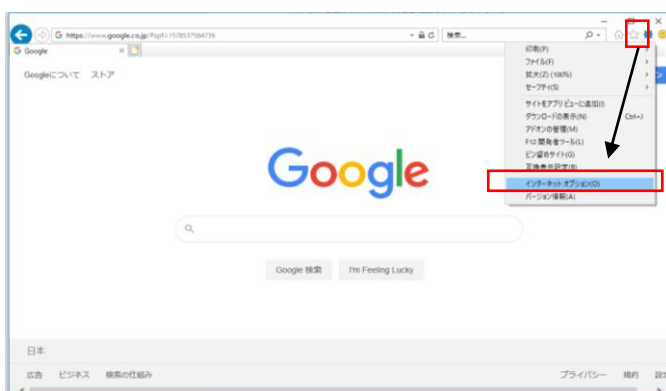 https://www.google.co.jp/?spf=1578537584739
検索...
Google
印刷(P)
ファイル(F)
拡大(Z) (100%)
セーフティ(S)
サイトをアプリ ビューに追加(I)
ダウンロードの表示(N) Ctrl+J
アドオンの管理(M)
F12 開発者ツール(L)
ピン留めサイト(G)
互換表示設定(B)
インターネット オプション(O)
バージョン情報(A)
Googleについて ストア
Google
Google 検索 I'm Feeling Lucky
日本
広告 ビジネス 検索の仕組み プライバシー 規約